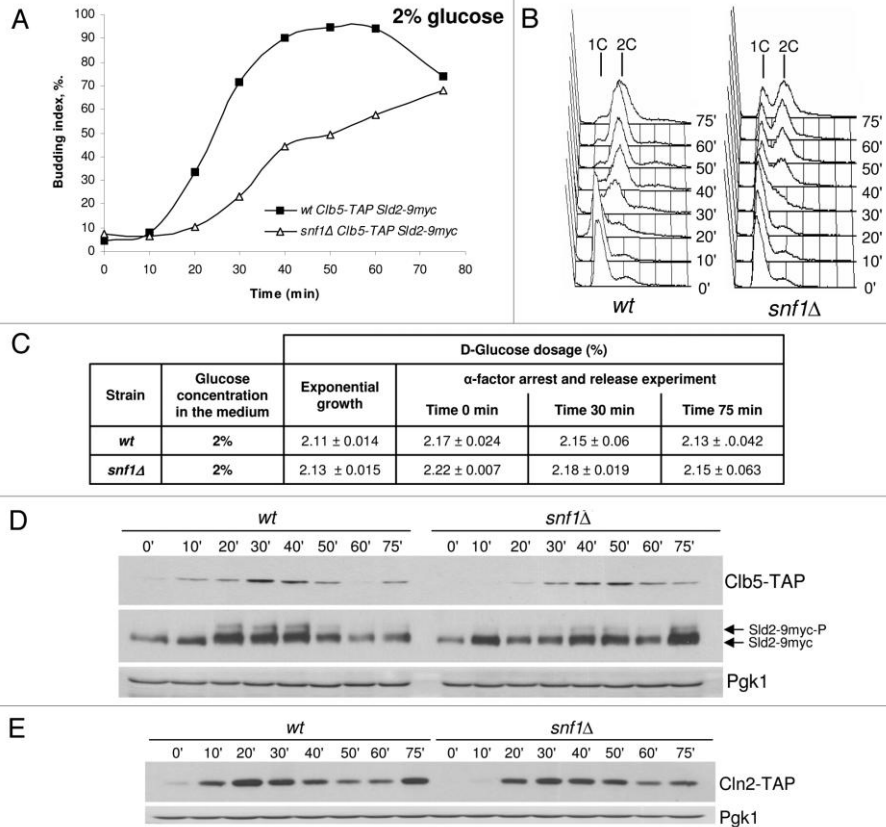 A
2% glucose
Budding index, %.
100
90
80
70
60
50
40
30
20
10
0
0 10 20 30 40 50 60 70 80
Time (min)
wt Clb5-TAP Sld2-9myc
snf1Δ Clb5-TAP Sld2-9myc
B
1C 2C
1C 2C
75'
60'
50'
40'
30'
20'
10'
0'
75'
60'
50'
40'
30'
20'
10'
0'
wt
snf1Δ
C
D-Glucose dosage (%)
Strain
Glucose concentration in the medium
Exponential growth
α-factor arrest and release experiment
Time 0 min Time 30 min Time 75 min
wt 2% 2.11 ± 0.014 2.17 ± 0.024 2.15 ± 0.06 2.13 ± .0.042
snf1Δ 2% 2.13 ± 0.015 2.22 ± 0.007 2.18 ± 0.019 2.15 ± 0.063
D
wt
snf1Δ
0' 10' 20' 30' 40' 50' 60' 75' 0' 10' 20' 30' 40' 50' 60' 75'
Clb5-TAP
Sld2-9myc-P
Sld2-9myc
Pgk1
E
wt
snf1Δ
0' 10' 20' 30' 40' 50' 60' 75' 0' 10' 20' 30' 40' 50' 60' 75'
Cln2-TAP
Pgk1